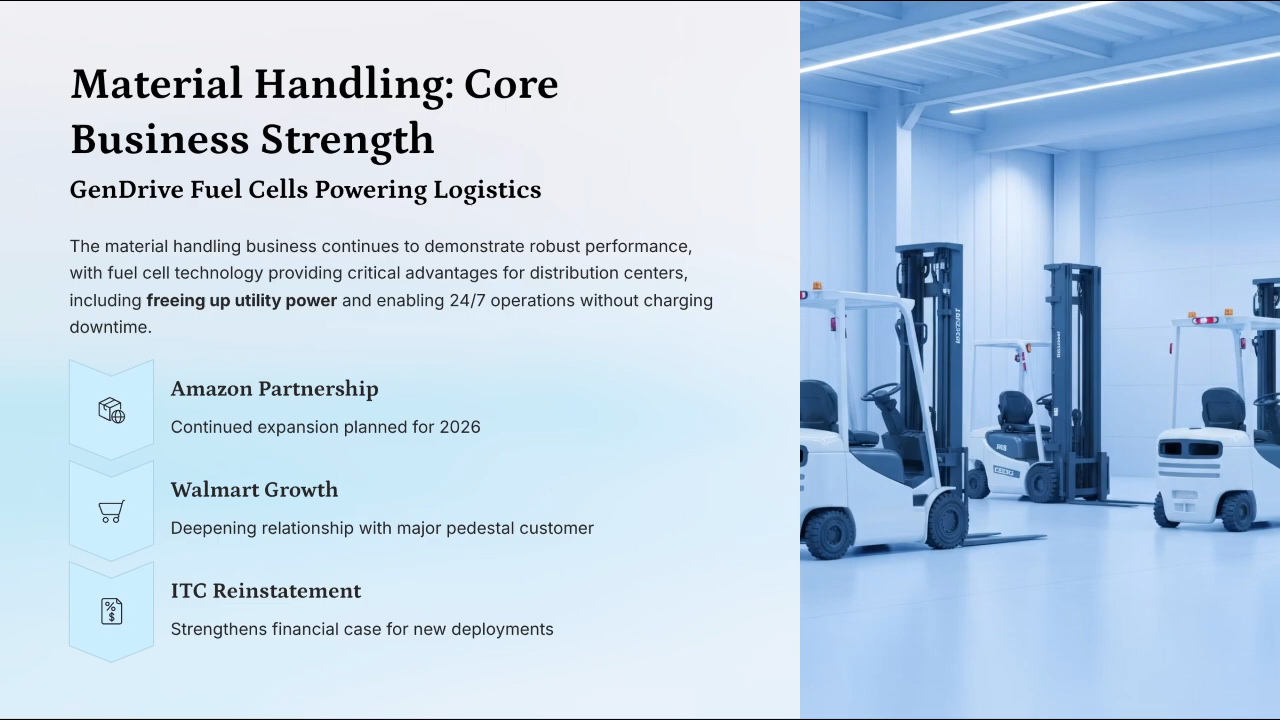 Material Handling: Core
Business Strength
GenDrive Fuel Cells Powering Logistics
The material handling business continues to demonstrate robust performance,
with fuel cell technology providing critical advantages for distribution centers,
including freeing up utility power and enabling 24/7 operations without charging
downtime.
Amazon Partnership
Continued expansion planned for 2026
Walmart Growth
Deepening relationship with major pedestal customer
ITC Reinstatement
Strengthens financial case for new deployments